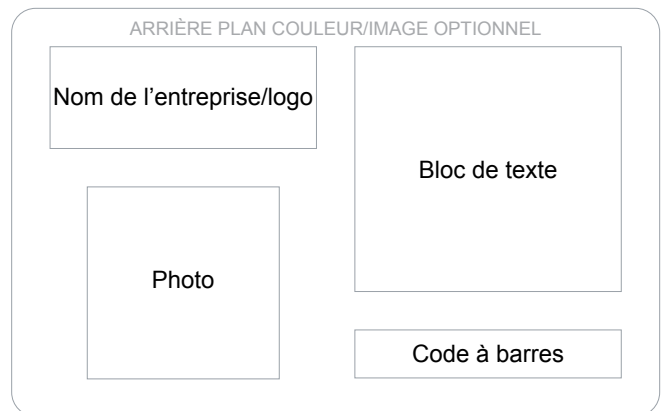 ARRIÈRE PLAN COULEUR/IMAGE OPTIONNEL
Nom de l’entreprise/logo
Bloc de texte
Photo
Code à barres